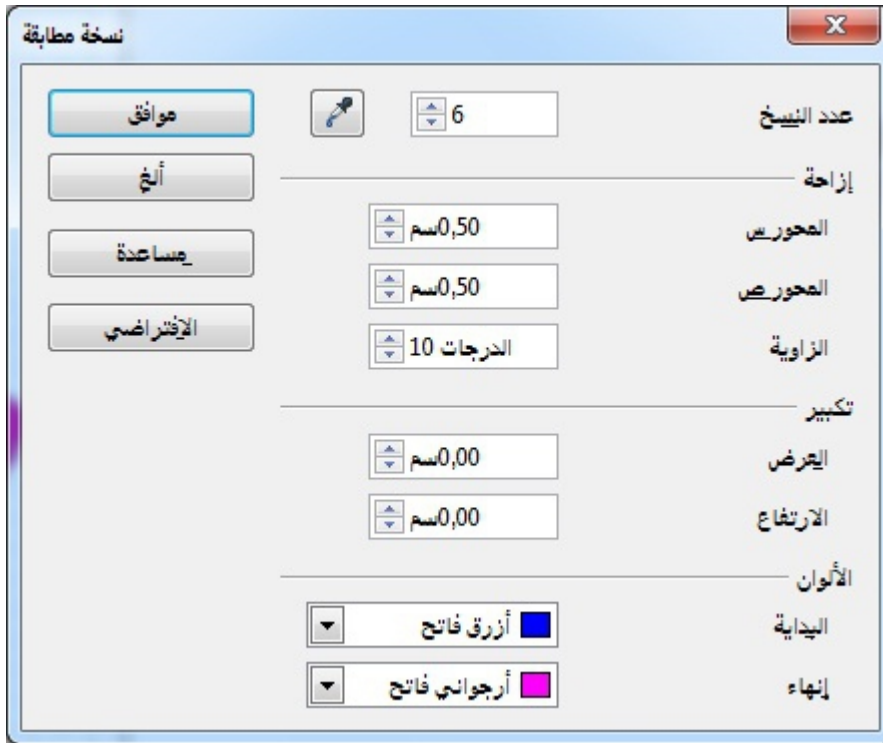 نسخة مطابقة
عدد النسخ 6 موافق
إزاحة ألغ
المحور س 0,50سم مساعدة
المحور ص 0,50سم
الزاوية 10 الدرجات الافتراضي
تكبير
العرض 0,00سم
الارتفاع 0,00سم
الألوان
البداية أزرق فاتح
إنهاء أرجواني فاتح